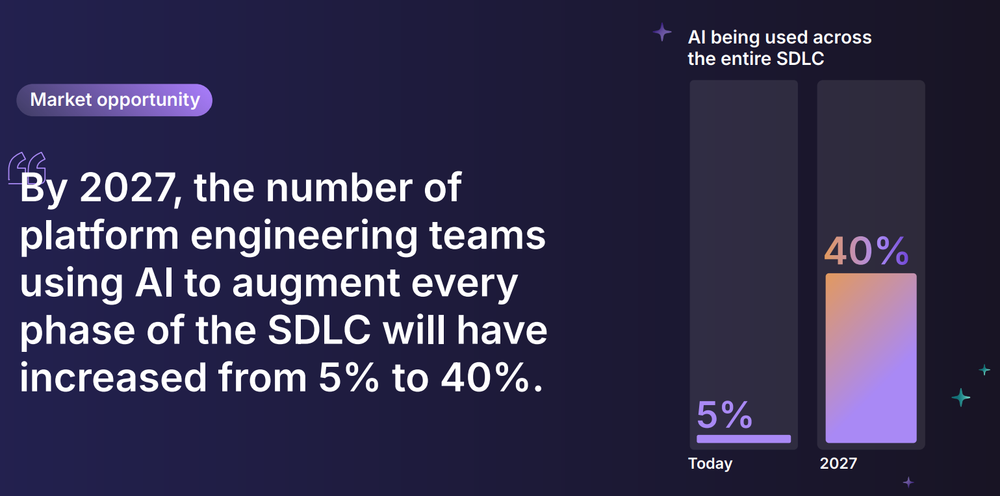 Market opportunity
“
By 2027, the number of
platform engineering teams
using AI to augment every
phase of the SDLC will have
increased from 5% to 40%.
AI being used across
the entire SDLC
5%
40%
Today
2027